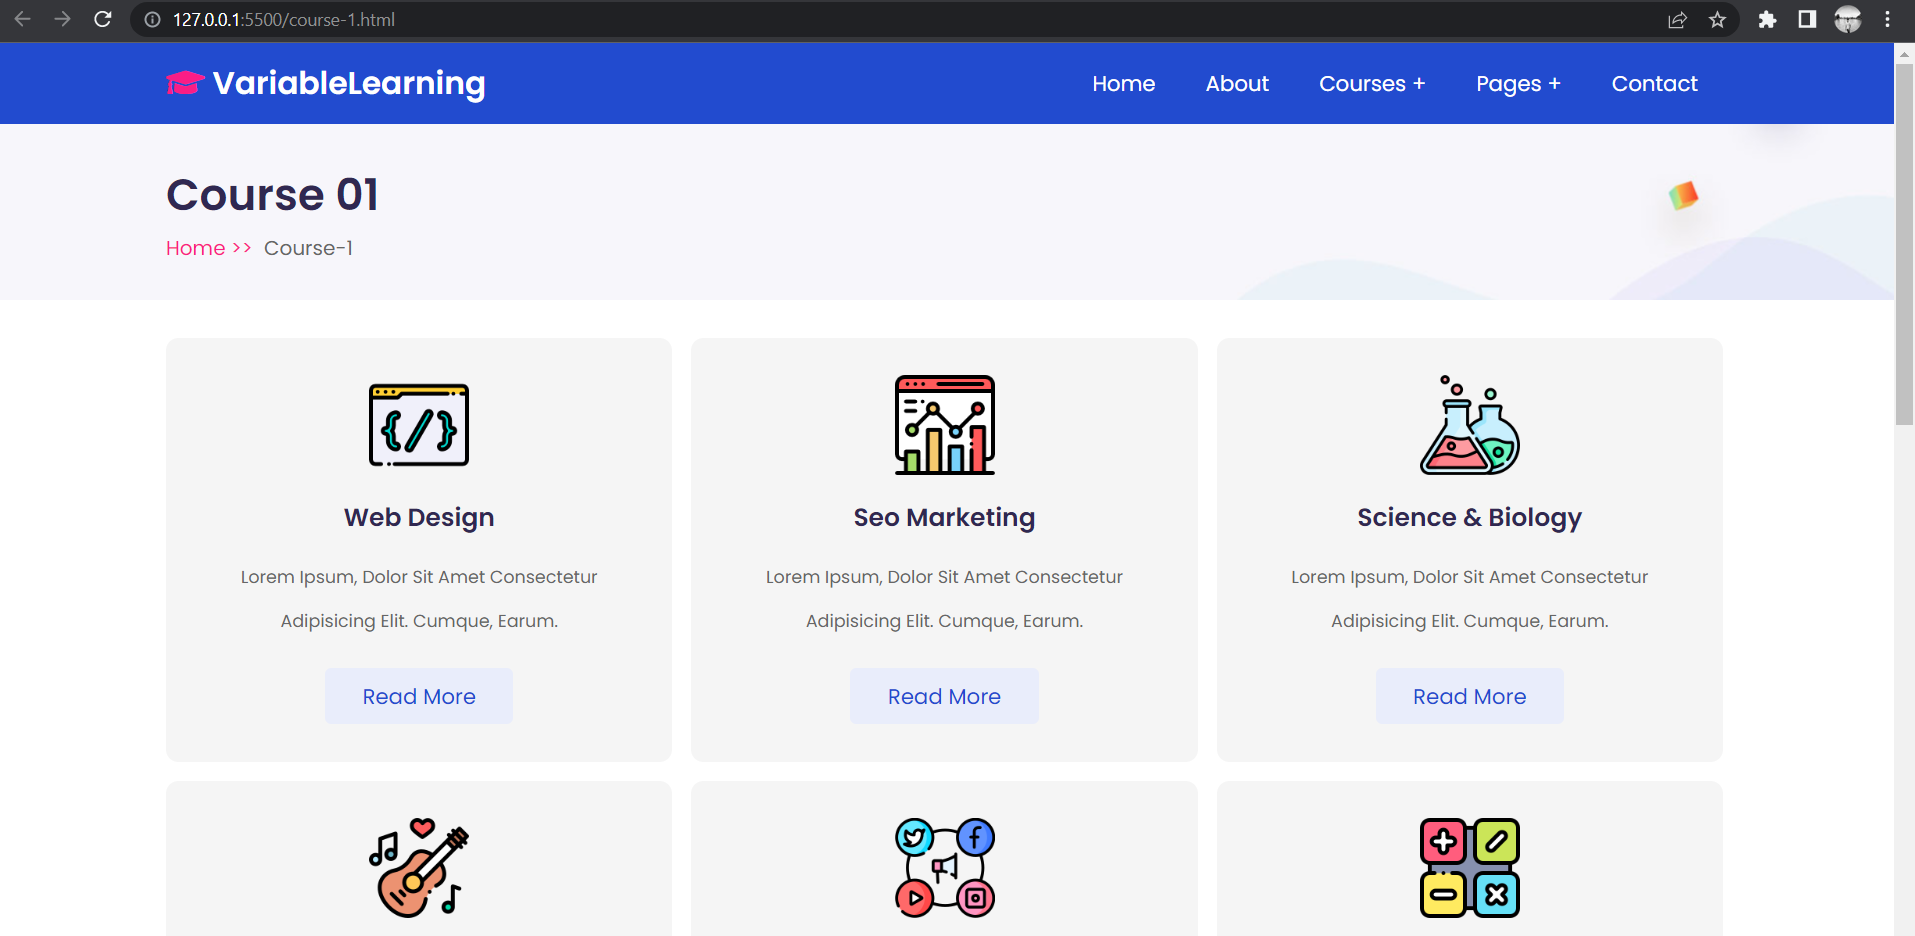 127.0.0.1:5500/course-1.html
VariableLearning
Home About Courses + Pages + Contact
Course 01
Home >> Course-1
Web Design
Lorem Ipsum, Dolor Sit Amet Consectetur
Adipisicing Elit. Cumque, Earum.
Read More
Seo Marketing
Lorem Ipsum, Dolor Sit Amet Consectetur
Adipisicing Elit. Cumque, Earum.
Read More
Science & Biology
Lorem Ipsum, Dolor Sit Amet Consectetur
Adipisicing Elit. Cumque, Earum.
Read More